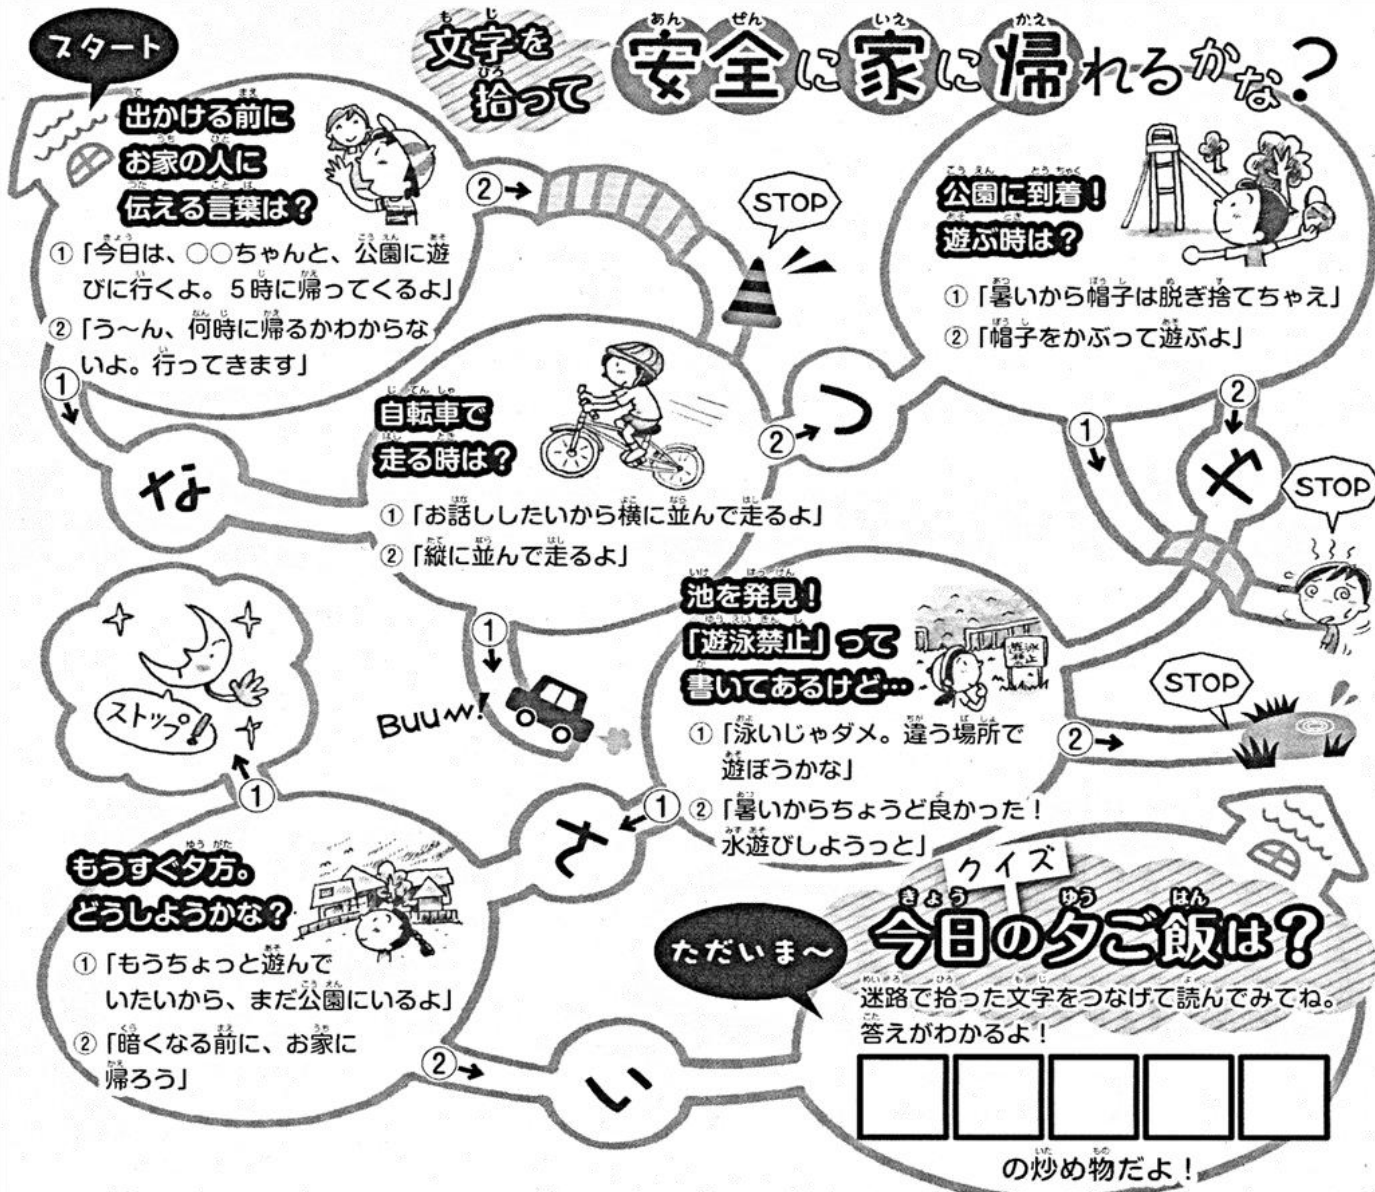 スタート
文字を
拾って
安全に家に帰れるかな?
出かける前に
お家の人に
伝える言葉は?
①「今日は、○○ちゃんと、公園に遊
びに行くよ。5時に帰ってくるよ」
②「う～ん、何時に帰るかわからな
いよ。行ってきます」
①
②
STOP
な
自転車で
走る時は?
①「お話ししたいから横に並んで走るよ」
②「縦に並んで走るよ」
①
Buu!
②
つ
公園に到着!
遊ぶ時は?
①「暑いから帽子は脱ぎ捨てちゃえ」
②「帽子をかぶって遊ぶよ」
①
②
や
STOP
池を発見!
「遊泳禁止」って
書いてあるけど…
遊泳
禁止
①「泳いじゃダメ。違う場所で
遊ぼうかな」
②「暑いからちょうど良かった!
水遊びしようっと」
②
STOP
①
さ
もうすぐ夕方。
どうしようかな?
①「もうちょっと遊んで
いたいから、まだ公園にいるよ」
②「暗くなる前に、お家に
帰ろう」
①
ストップ!
②
い
ただいま～
クイズ
今日の夕ご飯は?
迷路で拾った文字をつなげて読んでみてね。
答えがわかるよ!
の炒め物だよ!